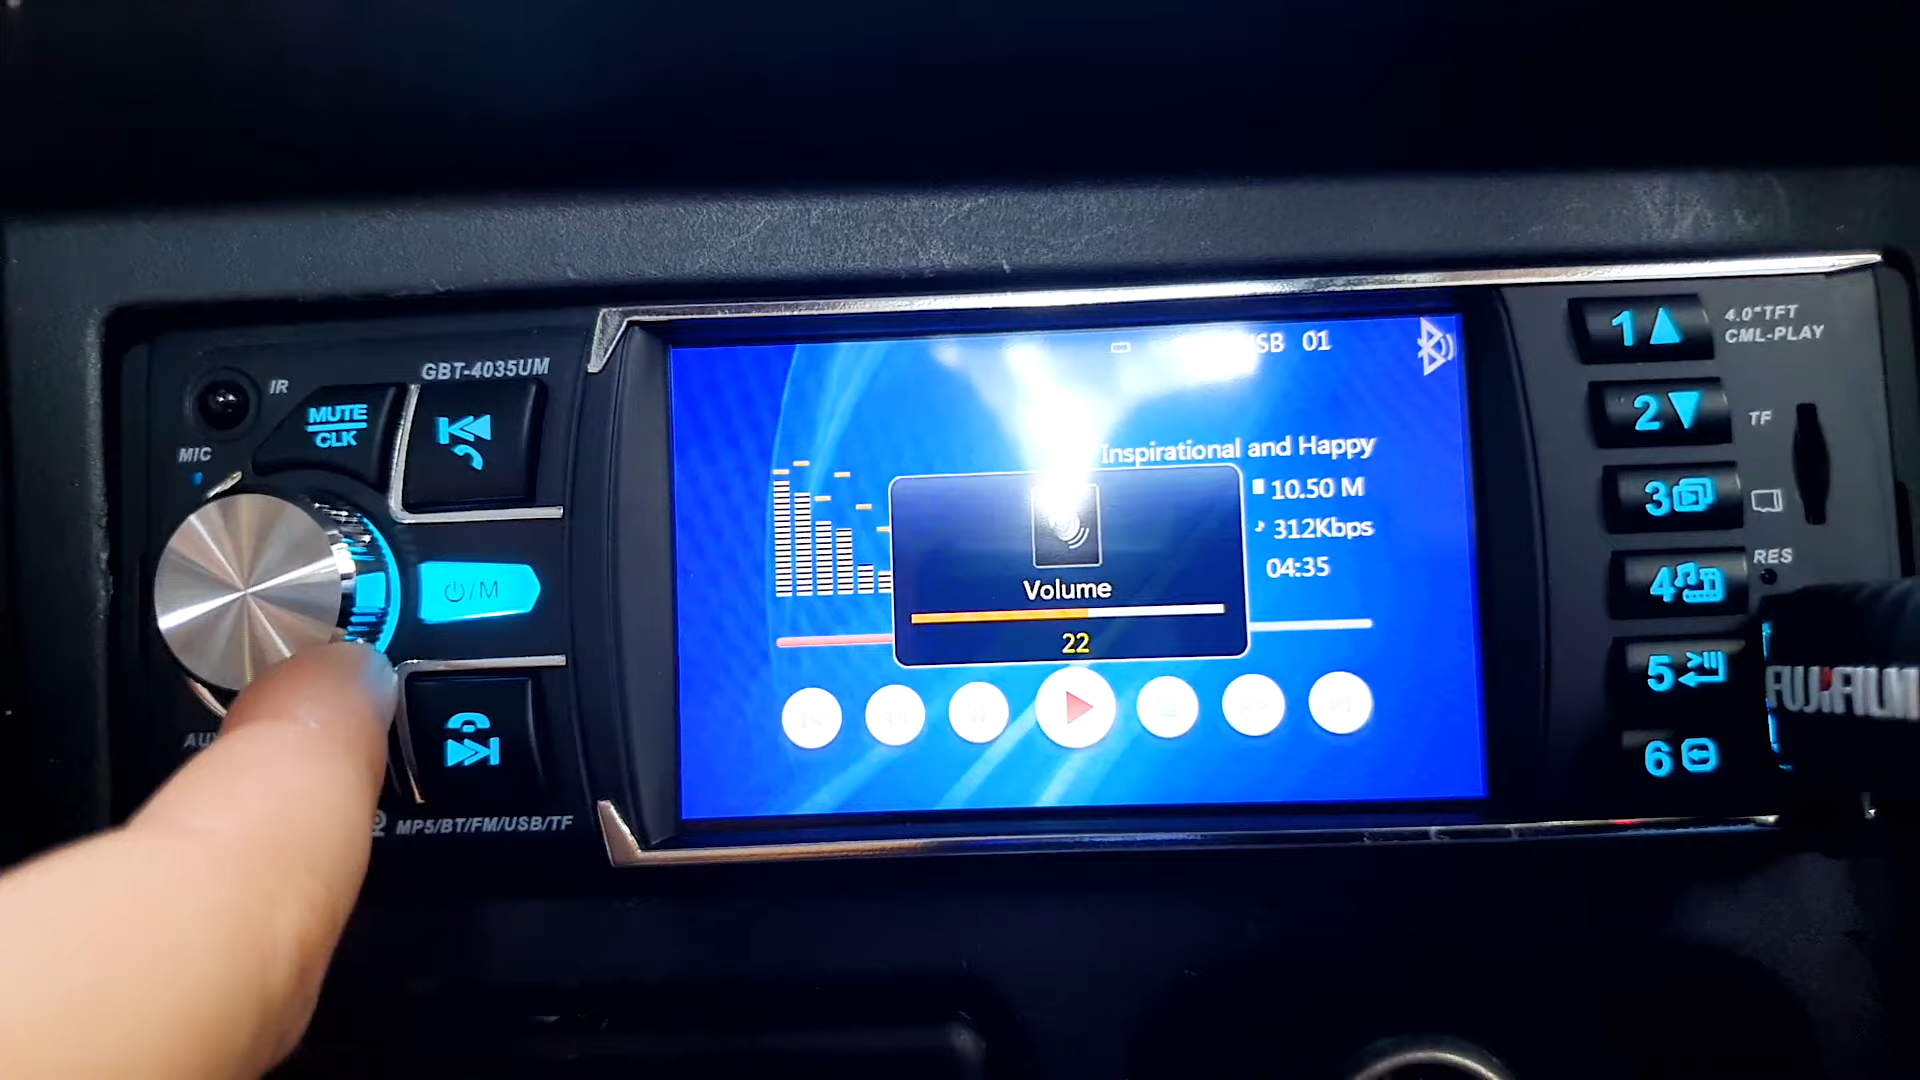 GBT-4035UM
IR
MUTE
CLK
MIC
⏻/M
MP5/BT/FM/USB/TF
01
Inspirational and Happy
10.50 M
312Kbps
04:35
Volume
22
1
4.0"TFT
CML-PLAY
2
TF
3
4
RES
5
FUJIFILM
6